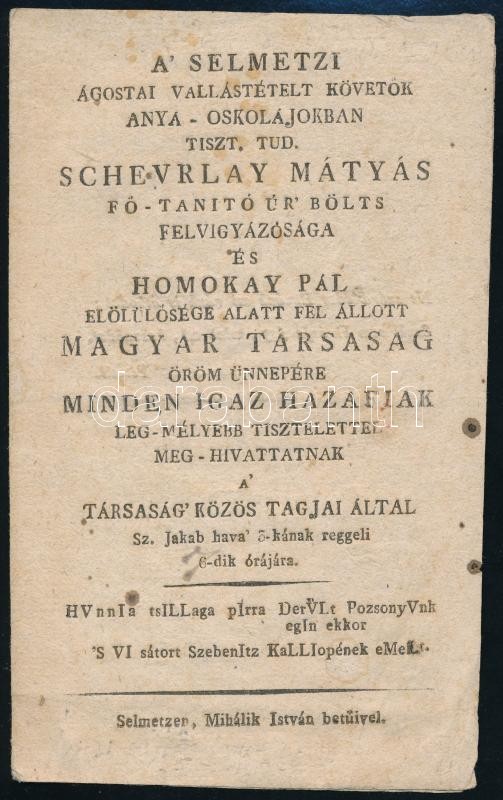 A' SELMETZI
ÁGOSTAI VALLÁSTÉTELT KÖVETŐK
ANYA - OSKOLÁJOKBAN
TISZT. TUD.
SCHEVRLAY MÁTYÁS
FŐ-TANITÓ ÚR' BÖLTS
FELVIGYÁZÓSÁGA
ÉS
HOMOKAY PÁL
ELÖLÜLŐSÉGE ALATT FEL ÁLLOTT
MAGYAR TÁRSASÁG
ÖRÖM ÜNNEPÉRE
MINDEN IGAZ HAZAFIAK
LEG-MÉLYEBB TISZTELETTEL
MEG-HIVATTATNAK
A'
TÁRSASÁG' KÖZÖS TAGJAI ÁLTAL
Sz. Jakab hava' 5-kának reggeli
6-dik órájára.
HVnnIa tsILLaga pIrra DerVLt PozsonyVnk
egIn ekkor
'S VI sátort SzebenItz KaLLIopének eMeLt.
Selmetzen, Mihálik István betűivel.
darabanth